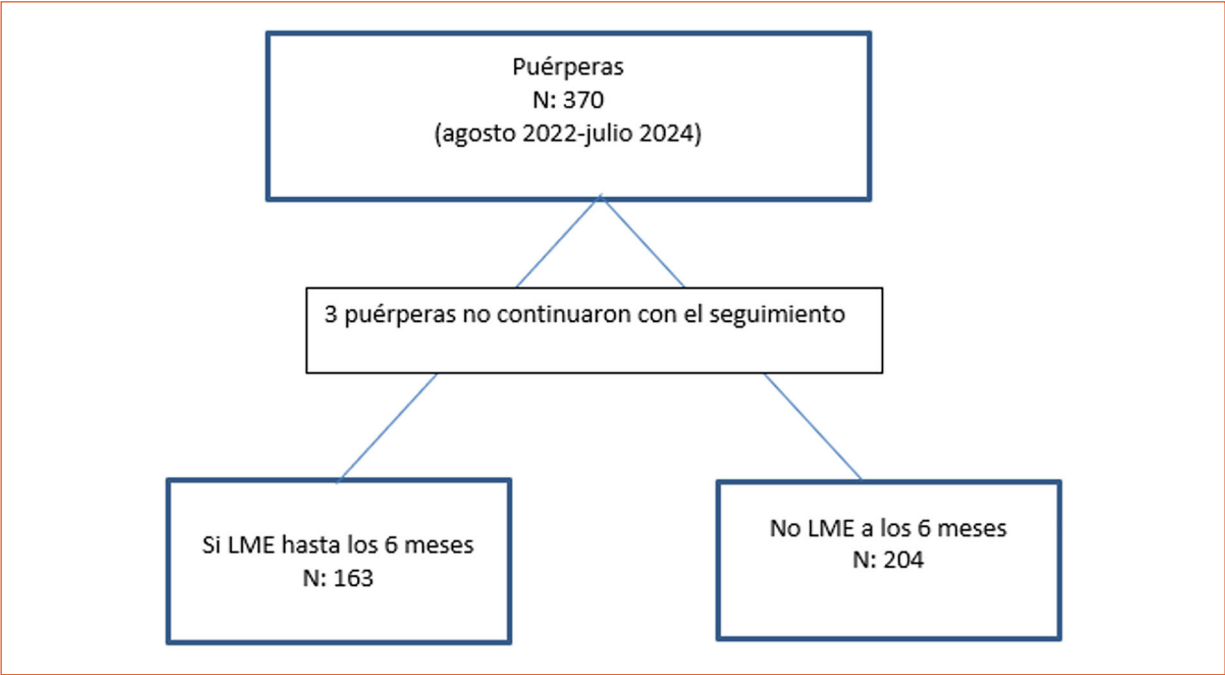 Puérperas
N: 370
(agosto 2022-julio 2024)
3 puérperas no continuaron con el seguimiento
Si LME hasta los 6 meses
N: 163
No LME a los 6 meses
N: 204